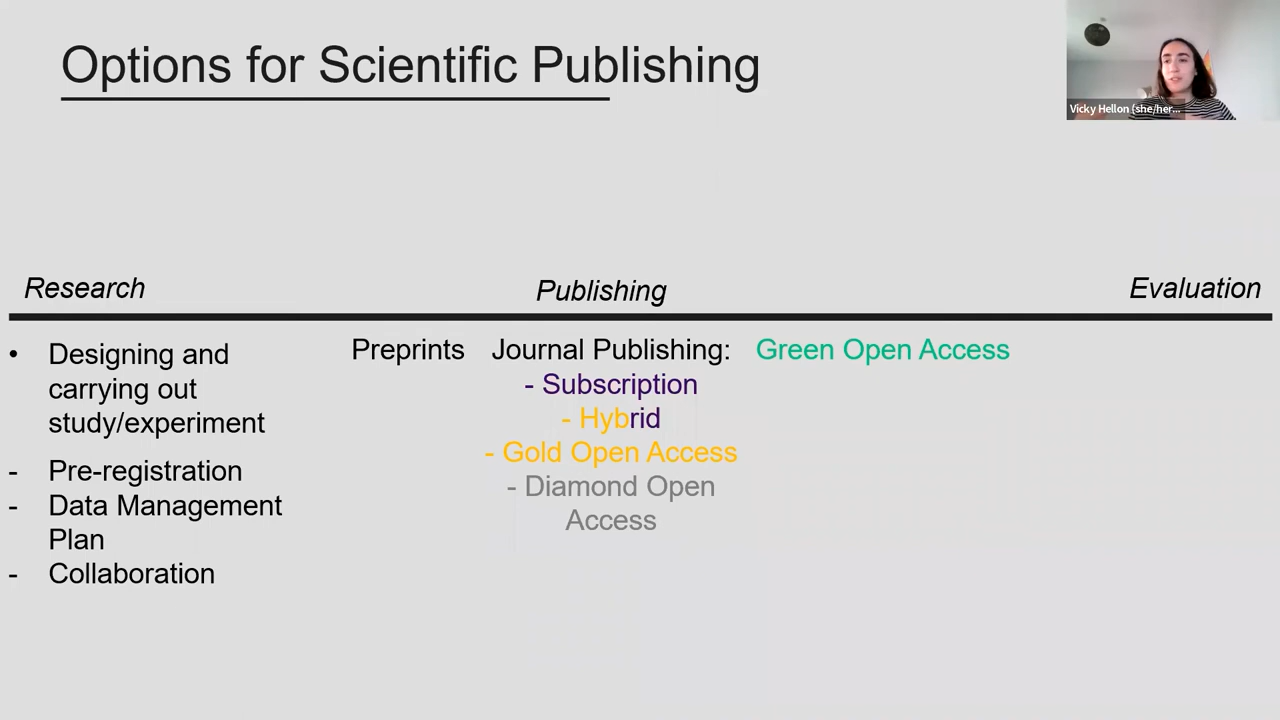 Options for Scientific Publishing
Vicky Hellon (she/her...
Research
Publishing
Evaluation
• Designing and
carrying out
study/experiment
- Pre-registration
- Data Management
Plan
- Collaboration
Preprints
Journal Publishing:
- Subscription
- Hybrid
- Gold Open Access
- Diamond Open
Access
Green Open Access